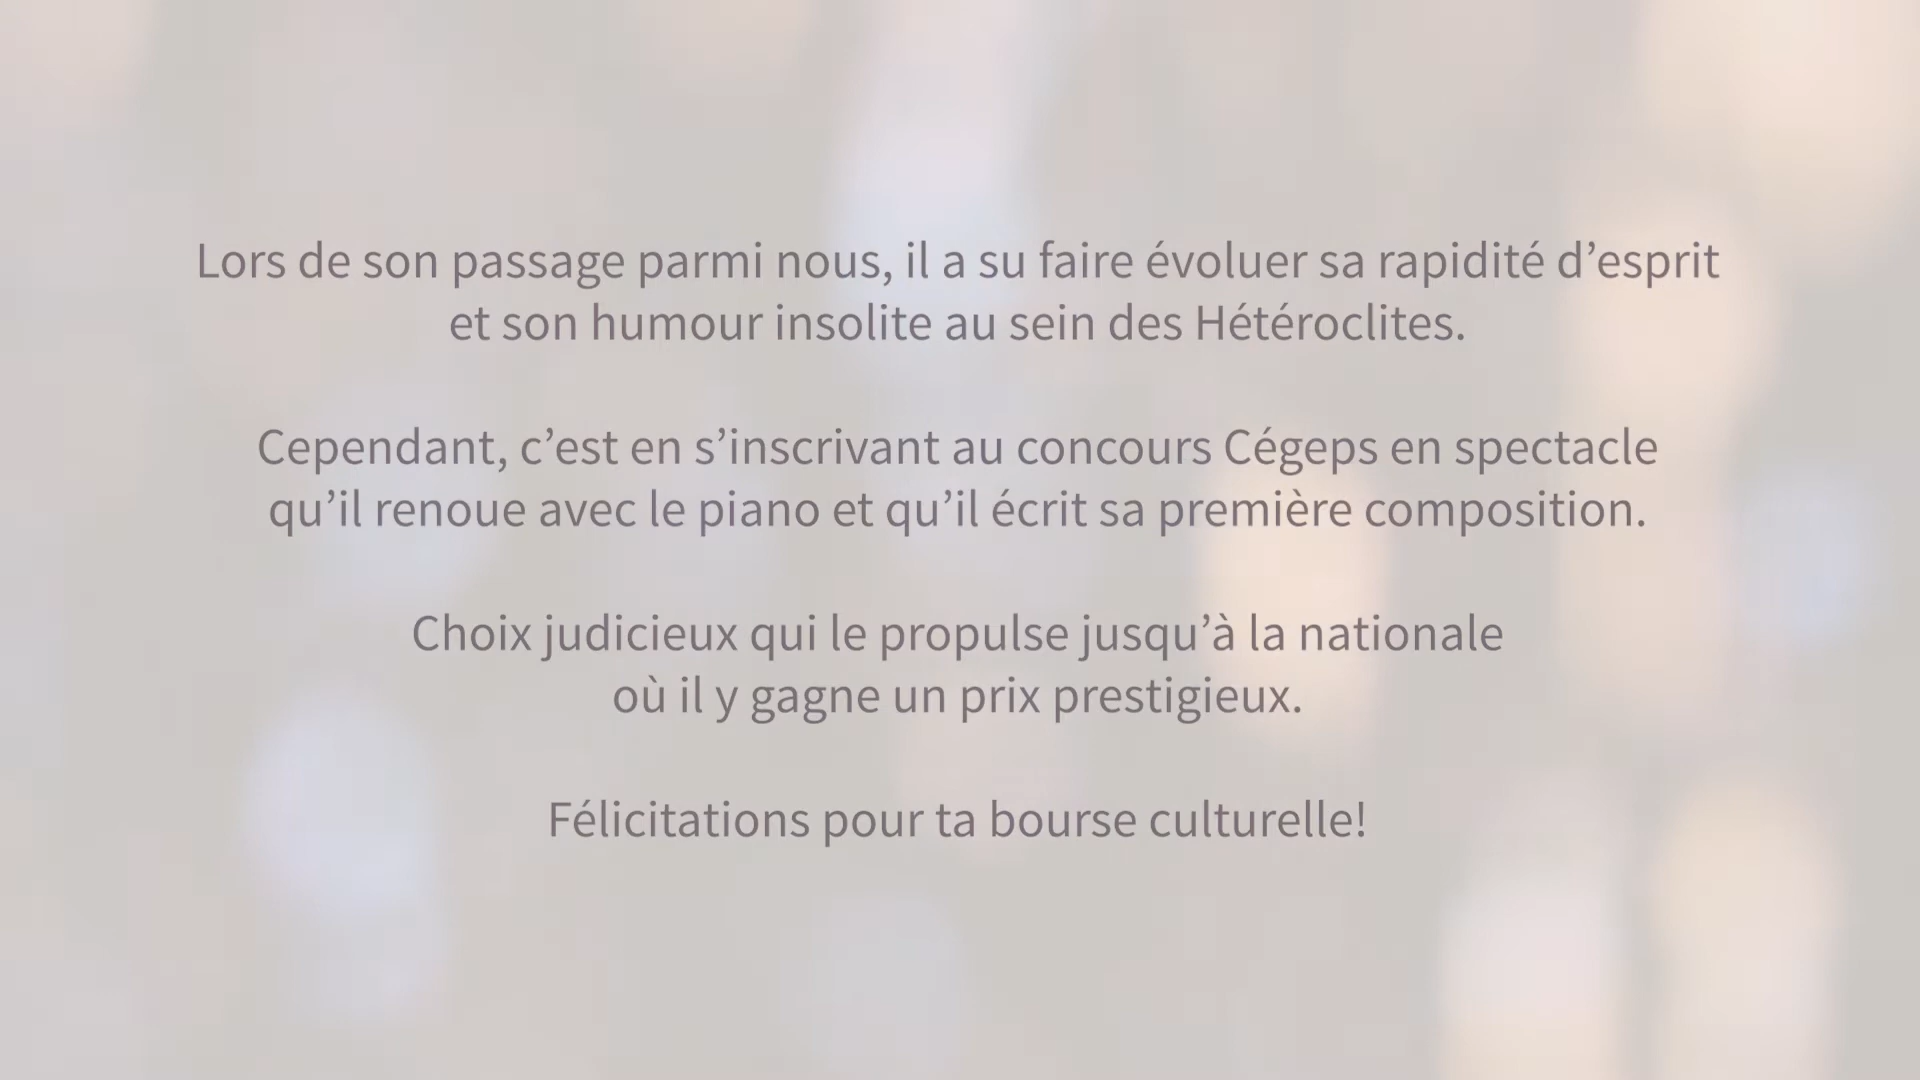 Lors de son passage parmi nous, il a su faire évoluer sa rapidité d’esprit
et son humour insolite au sein des Hétéroclites.
Cependant, c’est en s’inscrivant au concours Cégeps en spectacle
qu’il renoue avec le piano et qu’il écrit sa première composition.
Choix judicieux qui le propulse jusqu’à la nationale
où il y gagne un prix prestigieux.
Félicitations pour ta bourse culturelle!